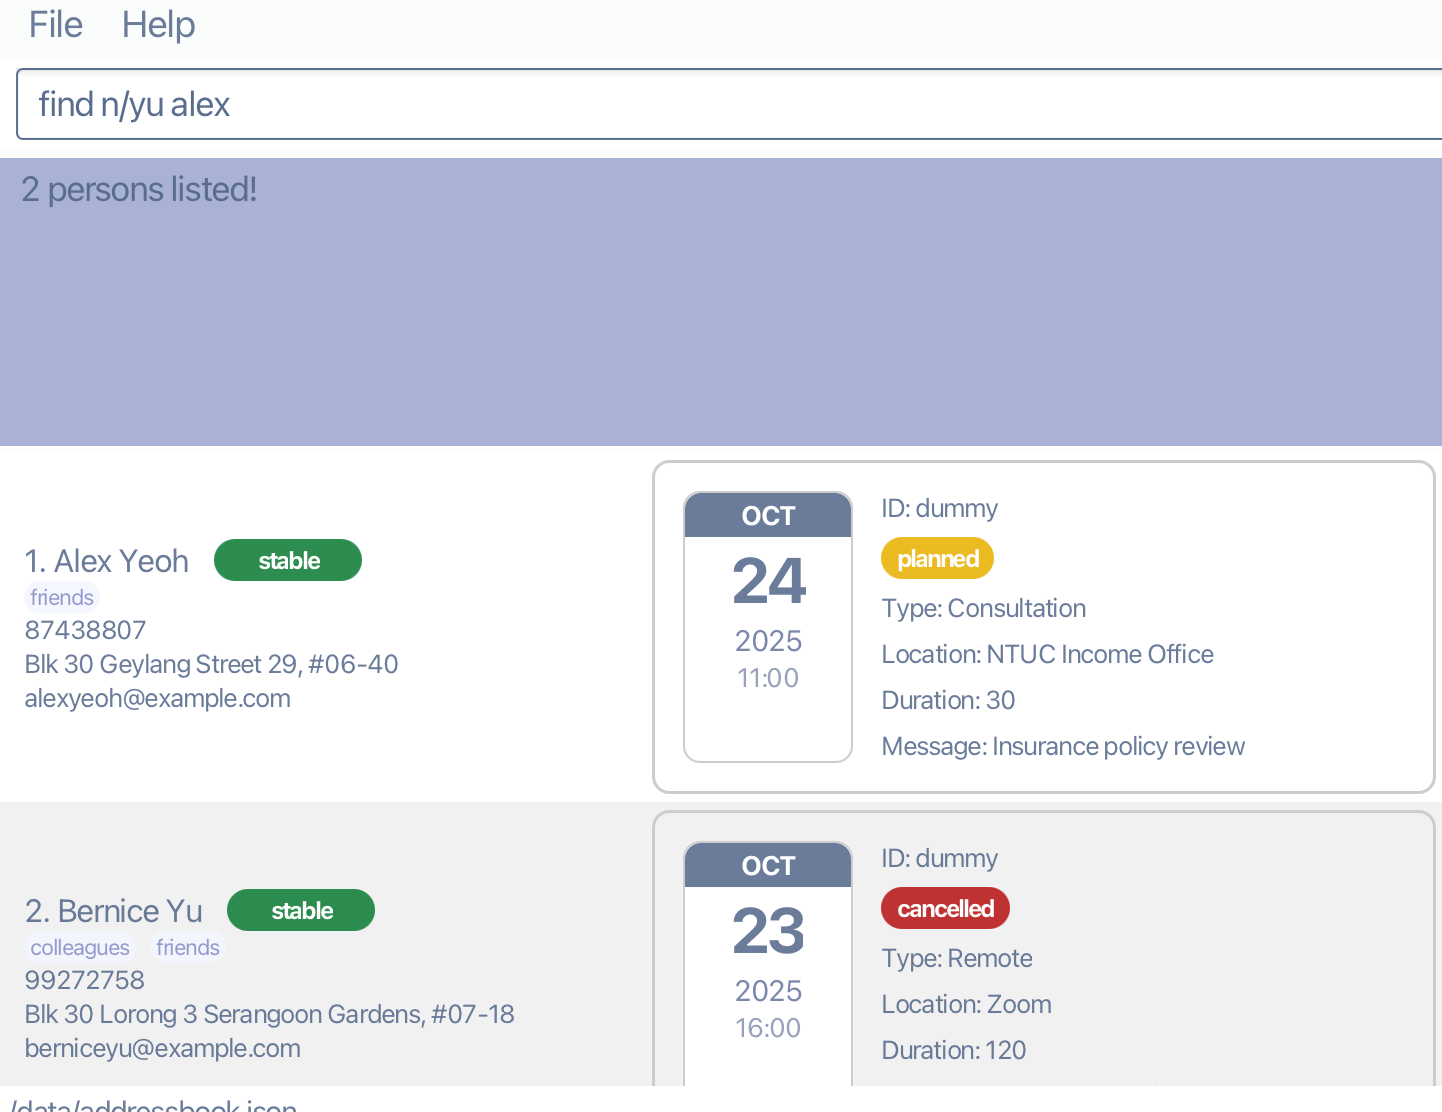 File Help
find n/yu alex
2 persons listed!
1. Alex Yeoh stable
friends
87438807
Blk 30 Geylang Street 29, #06-40
alexyeoh@example.com
OCT
24
2025
11:00
ID: dummy
planned
Type: Consultation
Location: NTUC Income Office
Duration: 30
Message: Insurance policy review
2. Bernice Yu stable
colleagues friends
99272758
Blk 30 Lorong 3 Serangoon Gardens, #07-18
berniceyu@example.com
OCT
23
2025
16:00
ID: dummy
cancelled
Type: Remote
Location: Zoom
Duration: 120
/data/addressbook.json